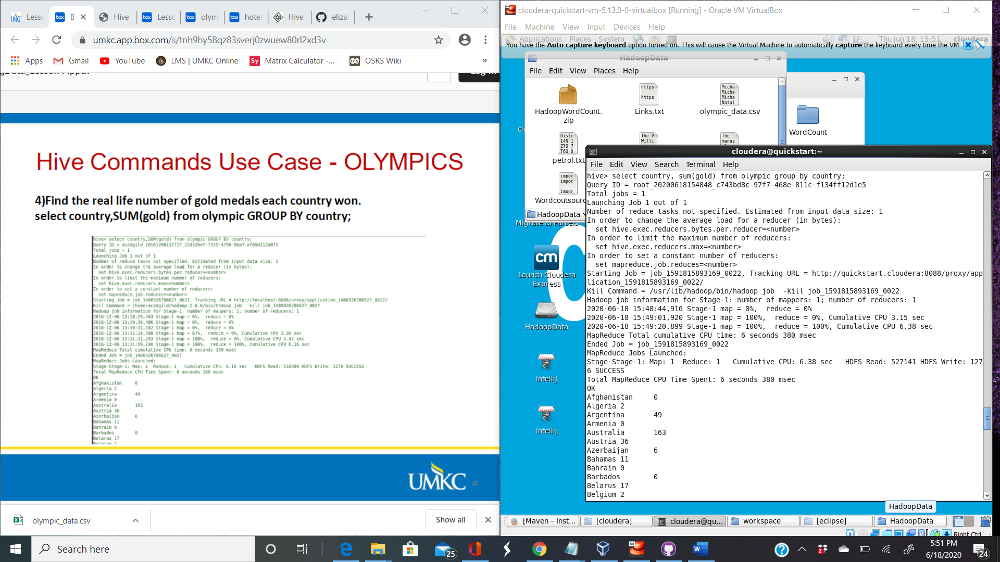 Lesso
B
Hive
Lesso
olym
hotel
Hive
eliza
umkc.app.box.com/s/tnh9hy58qz83sverj0zwuew80rl2xd3v
Apps
Gmail
YouTube
LMS | UMKC Online
Sy
Matrix Calculator -...
OSRS Wiki
»
Hive Commands Use Case - OLYMPICS
4)Find the real life number of gold medals each country won.
select country,SUM(gold) from olympic GROUP BY country;
hive> select country,SUM(gold) from olympic GROUP BY country;
Query ID = acadgild_20161206132727_22d32bef-7315-4798-8ba7-af65d212a8f5
Total jobs = 1
Launching Job 1 out of 1
Number of reduce tasks not specified. Estimated from input data size: 1
In order to change the average load for a reducer (in bytes):
set hive.exec.reducers.bytes.per.reducer=<number>
In order to limit the maximum number of reducers:
set hive.exec.reducers.max=<number>
In order to set a constant number of reducers:
set mapreduce.job.reduces=<number>
Starting Job = job_1480926786627_0027, Tracking URL = http://localhost:8088/proxy/application_1480926786627_0027/
Kill Command = /home/acadgild/hadoop-2.6.0/bin/hadoop job  -kill job_1480926786627_0027
Hadoop job information for Stage-1: number of mappers: 1; number of reducers: 1
2016-12-06 13:28:29,463 Stage-1 map = 0%,  reduce = 0%
2016-12-06 13:29:30,486 Stage-1 map = 0%,  reduce = 0%
2016-12-06 13:30:31,502 Stage-1 map = 0%,  reduce = 0%
2016-12-06 13:31:24,508 Stage-1 map = 67%,  reduce = 0%, Cumulative CPU 3.26 sec
2016-12-06 13:31:31,293 Stage-1 map = 100%,  reduce = 0%, Cumulative CPU 3.47 sec
2016-12-06 13:31:59,240 Stage-1 map = 100%,  reduce = 100%, Cumulative CPU 6.16 sec
MapReduce Total cumulative CPU time: 6 seconds 160 msec
Ended Job = job_1480926786627_0027
MapReduce Jobs Launched:
Stage-Stage-1: Map: 1  Reduce: 1   Cumulative CPU: 6.16 sec   HDFS Read: 518889 HDFS Write: 1276 SUCCESS
Total MapReduce CPU Time Spent: 6 seconds 160 msec
OK
Afghanistan 0
Algeria 2
Argentina 49
Armenia 0
Australia 163
Austria 36
Azerbaijan 6
Bahamas 11
Bahrain 0
Barbados 0
Belarus 17
Belgium 2
UMKC
42
olympic_data.csv
Show all
cloudera-quickstart-vm-5.13.0-0-virtualbox [Running] - Oracle VM VirtualBox
File Machine View Input Devices Help
Applications Places System
Thu Jun 18, 15:51 cloudera
You have the Auto capture keyboard option turned on. This will cause the Virtual Machine to automatically capture the keyboard every time the VM
HadoopData
File Edit View Places Help
HadoopWordCount.
zip
https
https
Links.txt
Micha
Micha
Micha
Natal
olympic_data.csv
WordCount
Distr
I4N 1
Z7O 7
T6O 0
petrol.txt
The P
Willi
The
manus
impor
impor
impor
Wordcoutsourc
HadoopData
Migrate to Parcels
cm
Launch Cloudera
Express
HadoopData
IntelliJ
Intellij
cloudera@quickstart:~
File Edit View Search Terminal Help
hive> select country, sum(gold) from olympic group by country;
Query ID = root_20200618154848_c743bd8c-97f7-468e-811c-f134ff12d1e5
Total jobs = 1
Launching Job 1 out of 1
Number of reduce tasks not specified. Estimated from input data size: 1
In order to change the average load for a reducer (in bytes):
set hive.exec.reducers.bytes.per.reducer=<number>
In order to limit the maximum number of reducers:
set hive.exec.reducers.max=<number>
In order to set a constant number of reducers:
set mapreduce.job.reduces=<number>
Starting Job = job_1591815893169_0022, Tracking URL = http://quickstart.cloudera:8088/proxy/app
lication_1591815893169_0022/
Kill Command = /usr/lib/hadoop/bin/hadoop job  -kill job_1591815893169_0022
Hadoop job information for Stage-1: number of mappers: 1; number of reducers: 1
2020-06-18 15:48:44,916 Stage-1 map = 0%,  reduce = 0%
2020-06-18 15:49:01,920 Stage-1 map = 100%,  reduce = 0%, Cumulative CPU 3.15 sec
2020-06-18 15:49:20,899 Stage-1 map = 100%,  reduce = 100%, Cumulative CPU 6.38 sec
MapReduce Total cumulative CPU time: 6 seconds 380 msec
Ended Job = job_1591815893169_0022
MapReduce Jobs Launched:
Stage-Stage-1: Map: 1  Reduce: 1   Cumulative CPU: 6.38 sec   HDFS Read: 527141 HDFS Write: 127
6 SUCCESS
Total MapReduce CPU Time Spent: 6 seconds 380 msec
OK
Afghanistan 0
Algeria 2
Argentina 49
Armenia 0
Australia 163
Austria 36
Azerbaijan 6
Bahamas 11
Bahrain 0
Barbados 0
Belarus 17
Belgium 2
HadoopData
[Maven – Inst...
[cloudera]
cloudera@qu...
workspace
[eclipse]
HadoopData
Right Ctrl
Search here
25
5:51 PM
6/18/2020
24